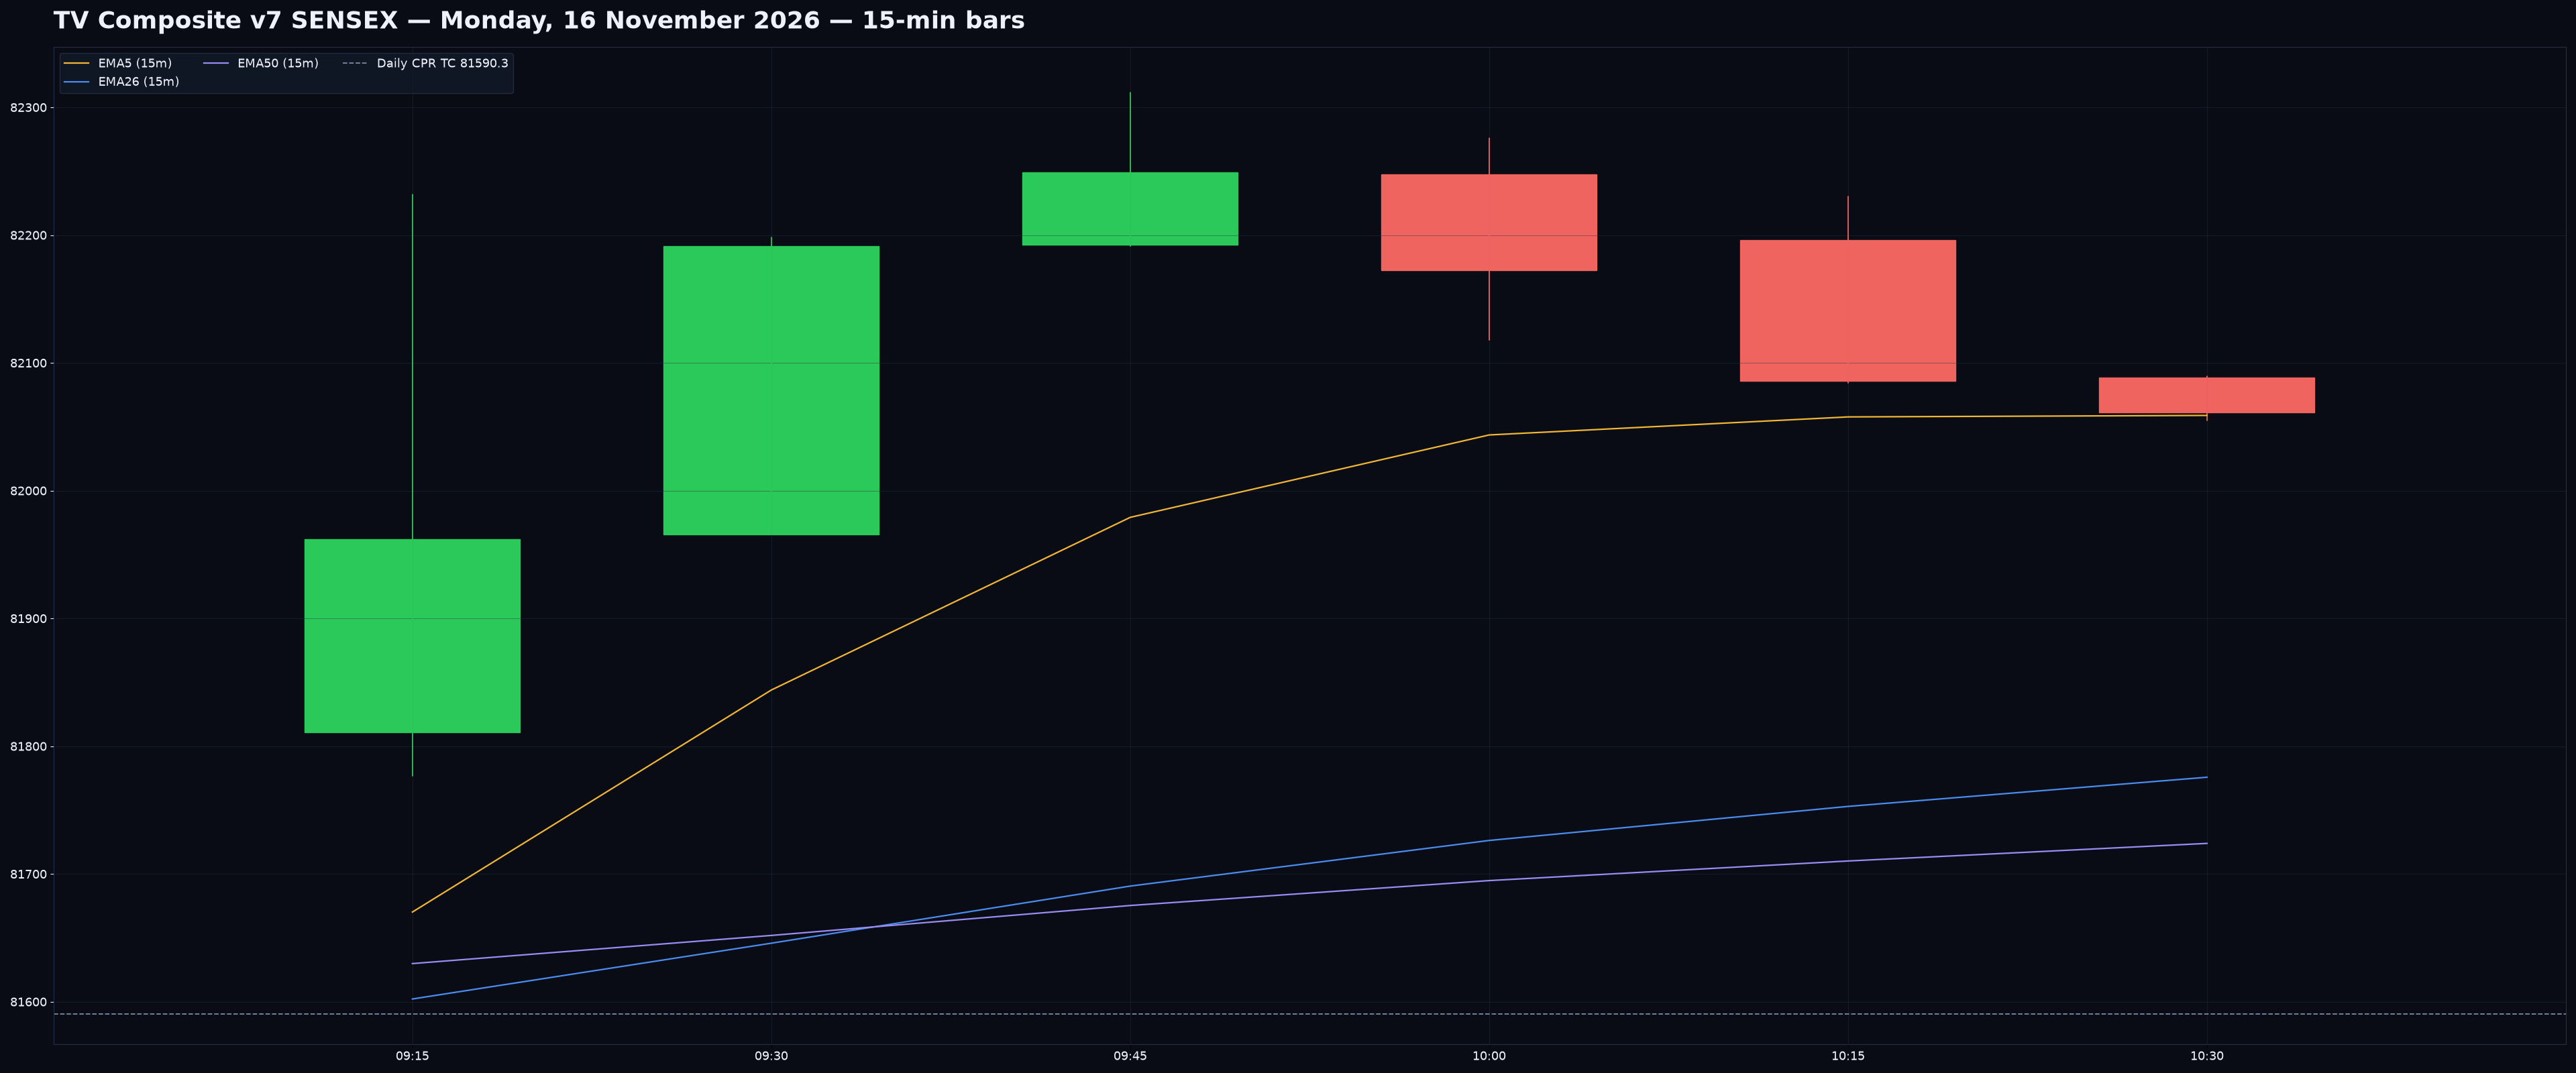 TV Composite v7 SENSEX — Monday, 16 November 2026 — 15-min bars
EMA5 (15m) EMA50 (15m) Daily CPR TC 81590.3
EMA26 (15m)
82300
82200
82100
82000
81900
81800
81700
81600
09:15 09:30 09:45 10:00 10:15 10:30